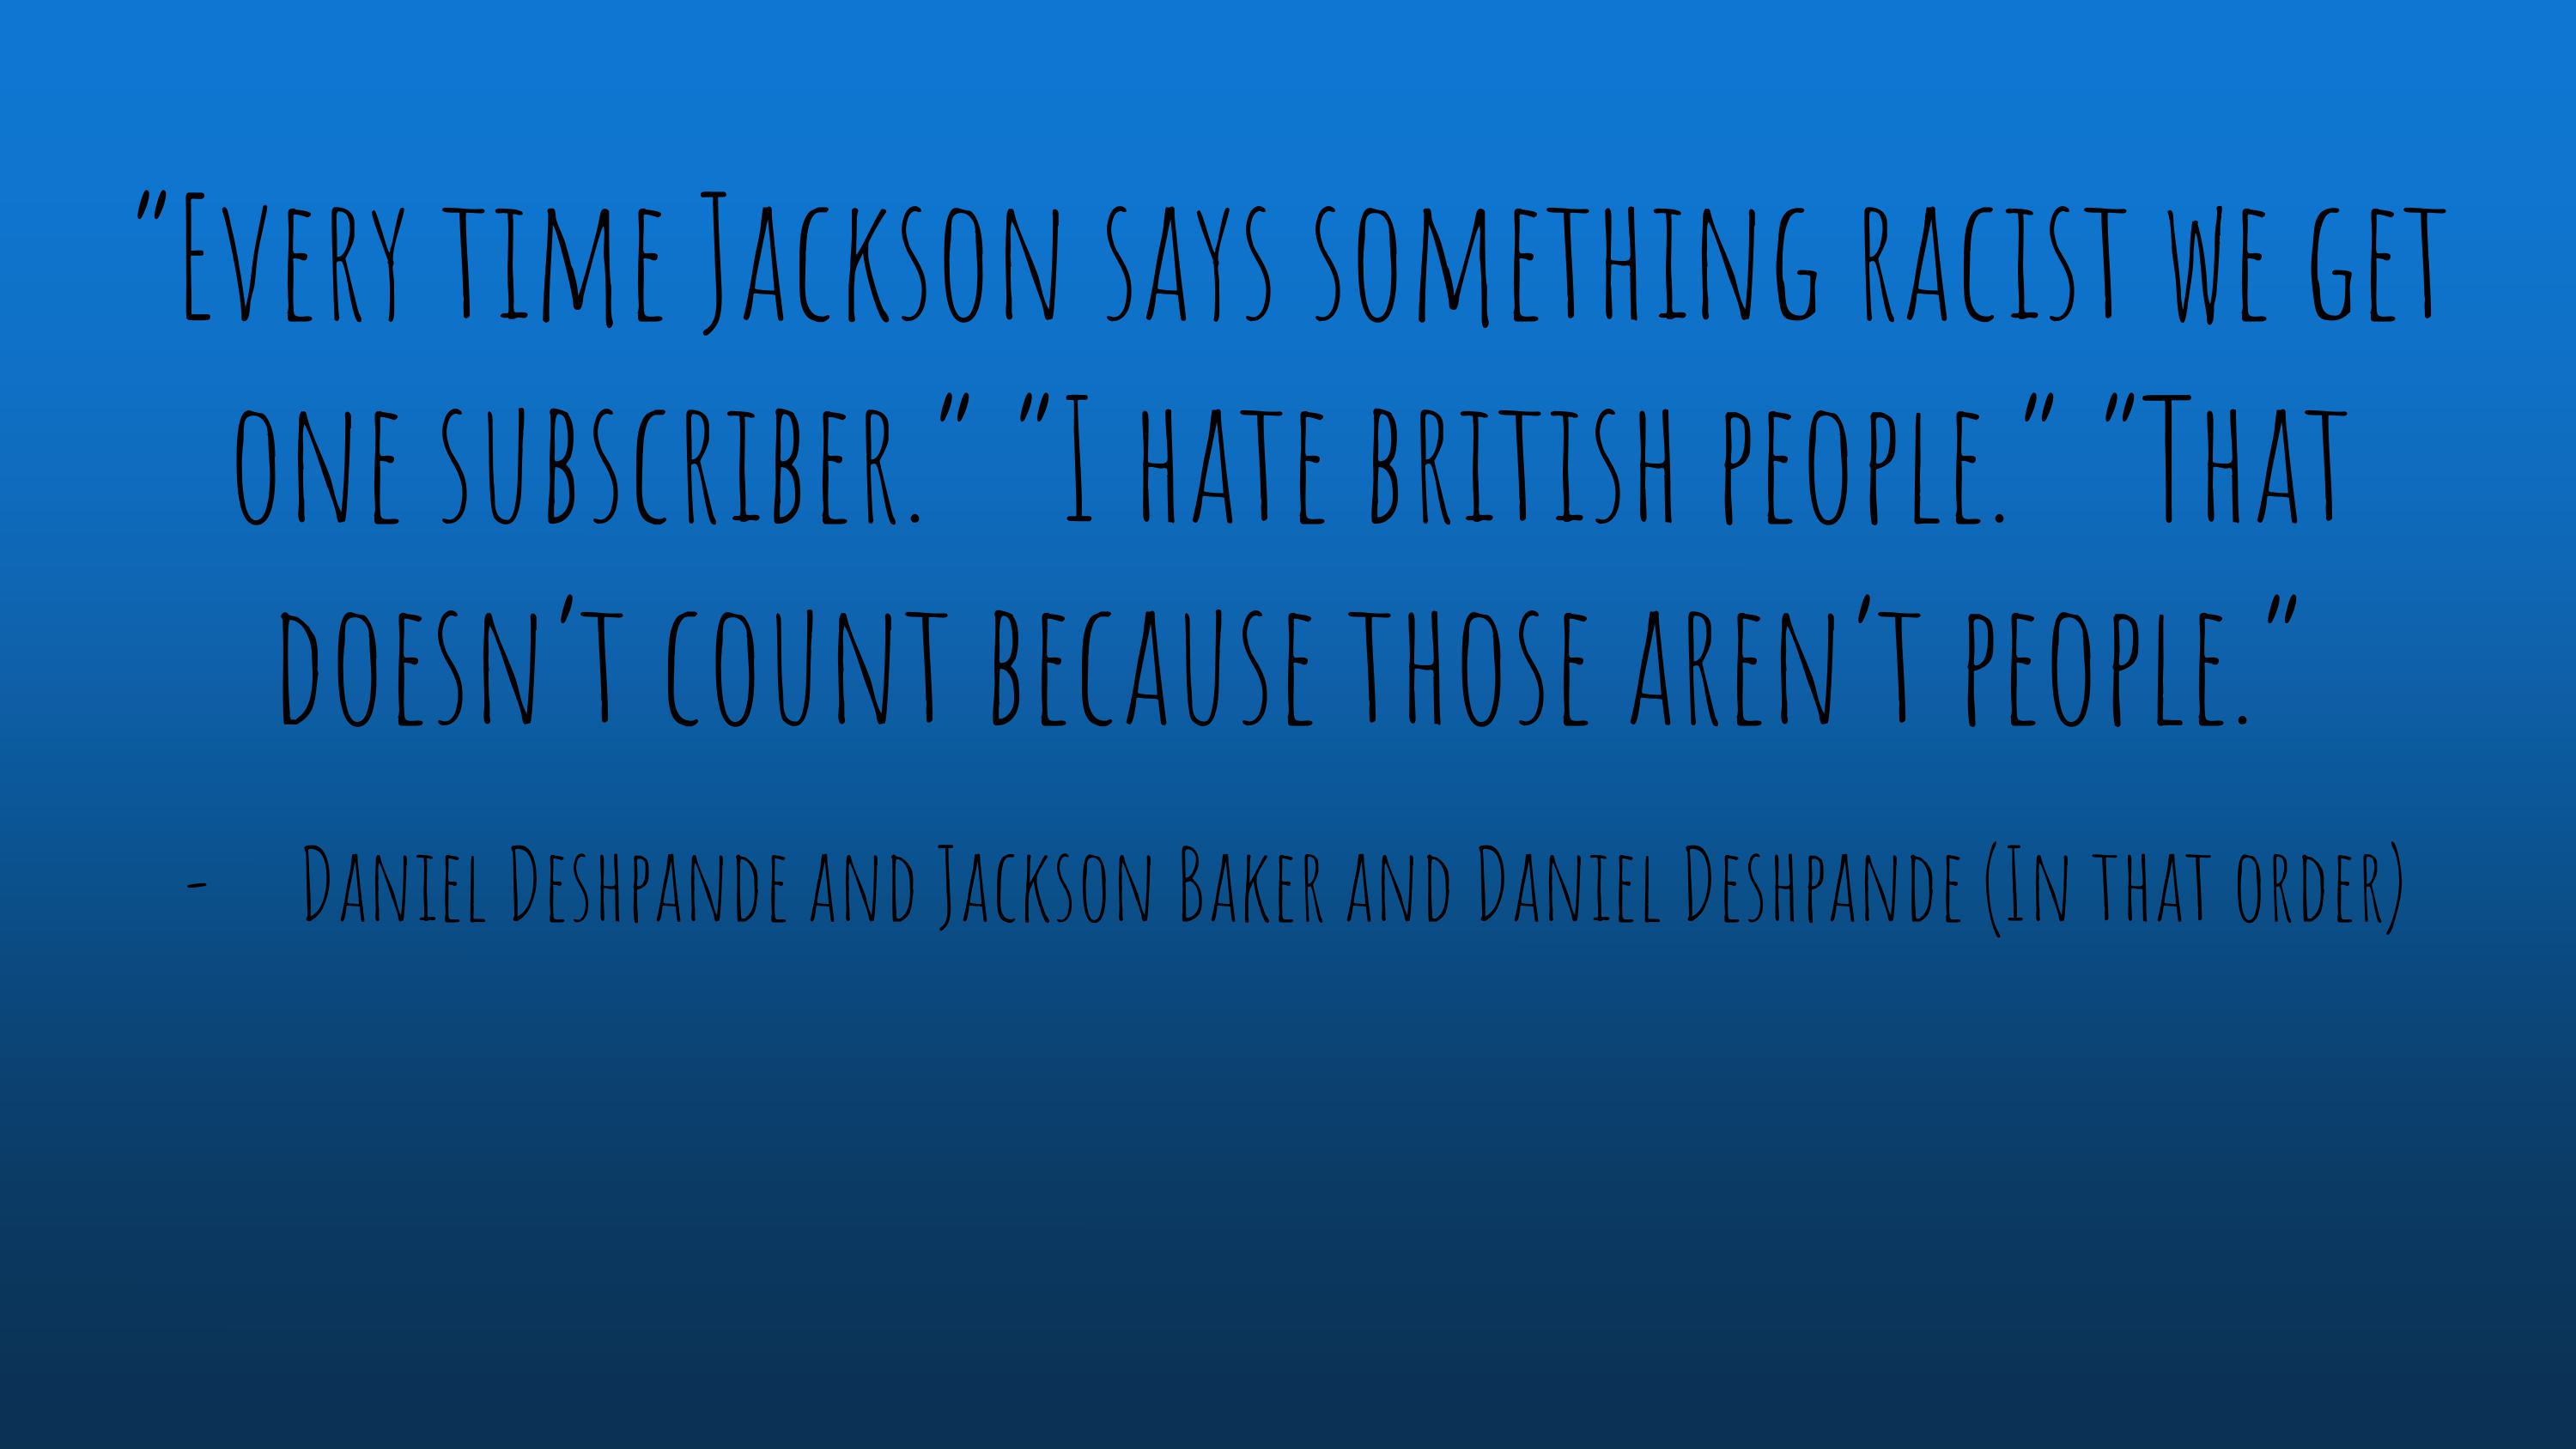 "Every time Jackson says something racist we get
one subscriber." "I hate british people." "That
doesn't count because those aren't people."
- Daniel Deshpande and Jackson Baker and Daniel Deshpande (In that order)